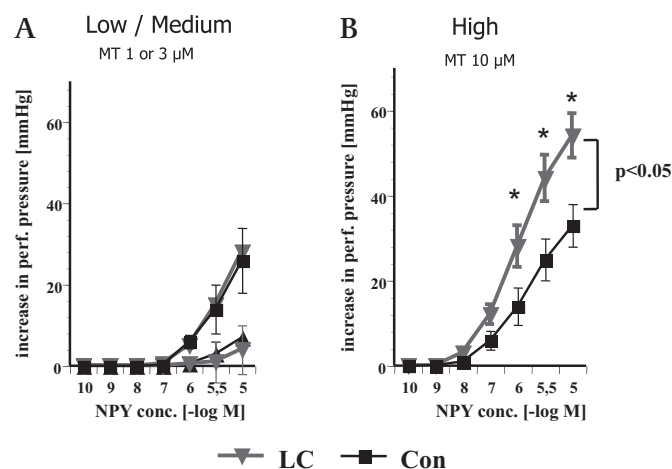 A
Low / Medium
MT 1 or 3 µM
increase in perf. pressure [mmHg]
60
40
20
0
10 9 8 7 6 5,5 5
NPY conc. [-log M]
B
High
MT 10 µM
increase in perf. pressure [mmHg]
60
40
20
0
* * *
p<0.05
10 9 8 7 6 5,5 5
NPY conc. [-log M]
LC Con